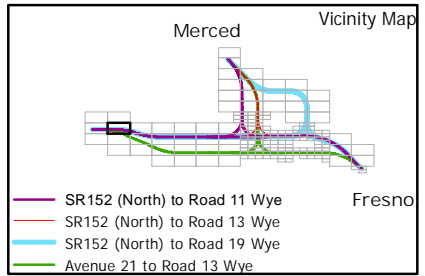 Vicinity Map
Merced
Fresno
SR152 (North) to Road 11 Wye
SR152 (North) to Road 13 Wye
SR152 (North) to Road 19 Wye
Avenue 21 to Road 13 Wye